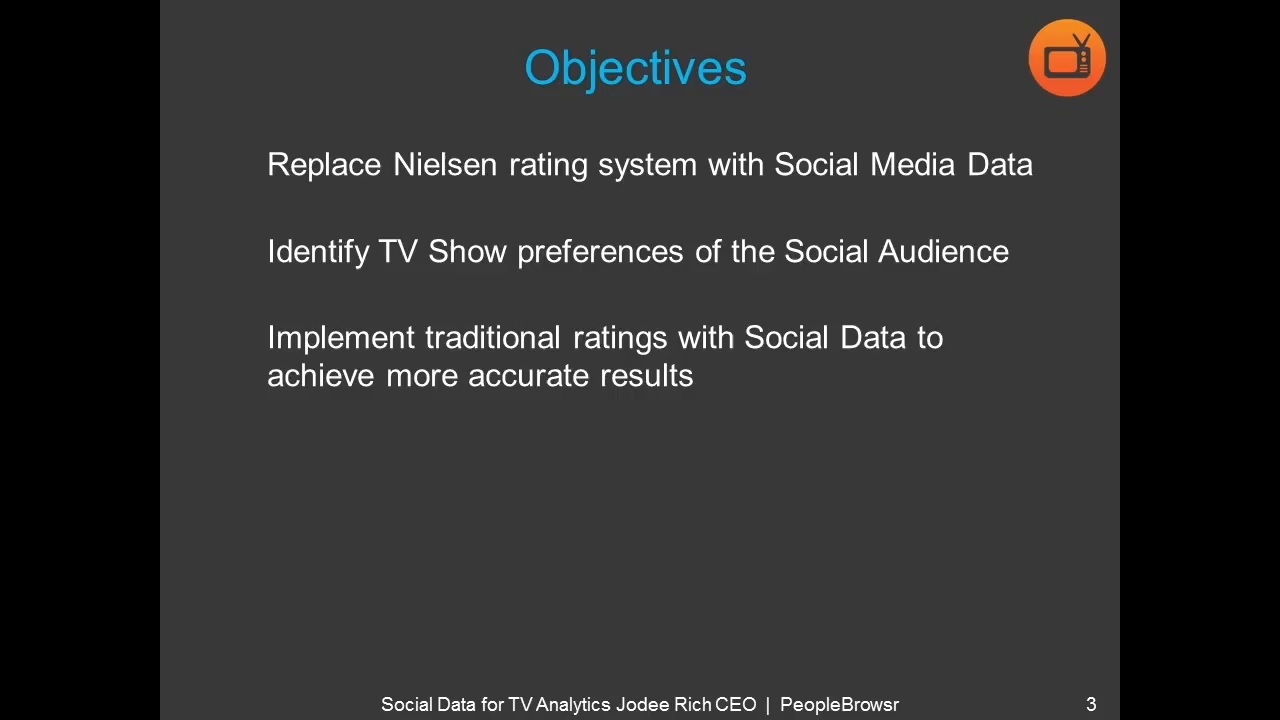 Objectives
Replace Nielsen rating system with Social Media Data
Identify TV Show preferences of the Social Audience
Implement traditional ratings with Social Data to
achieve more accurate results
Social Data for TV Analytics Jodee Rich CEO | PeopleBrowsr
3